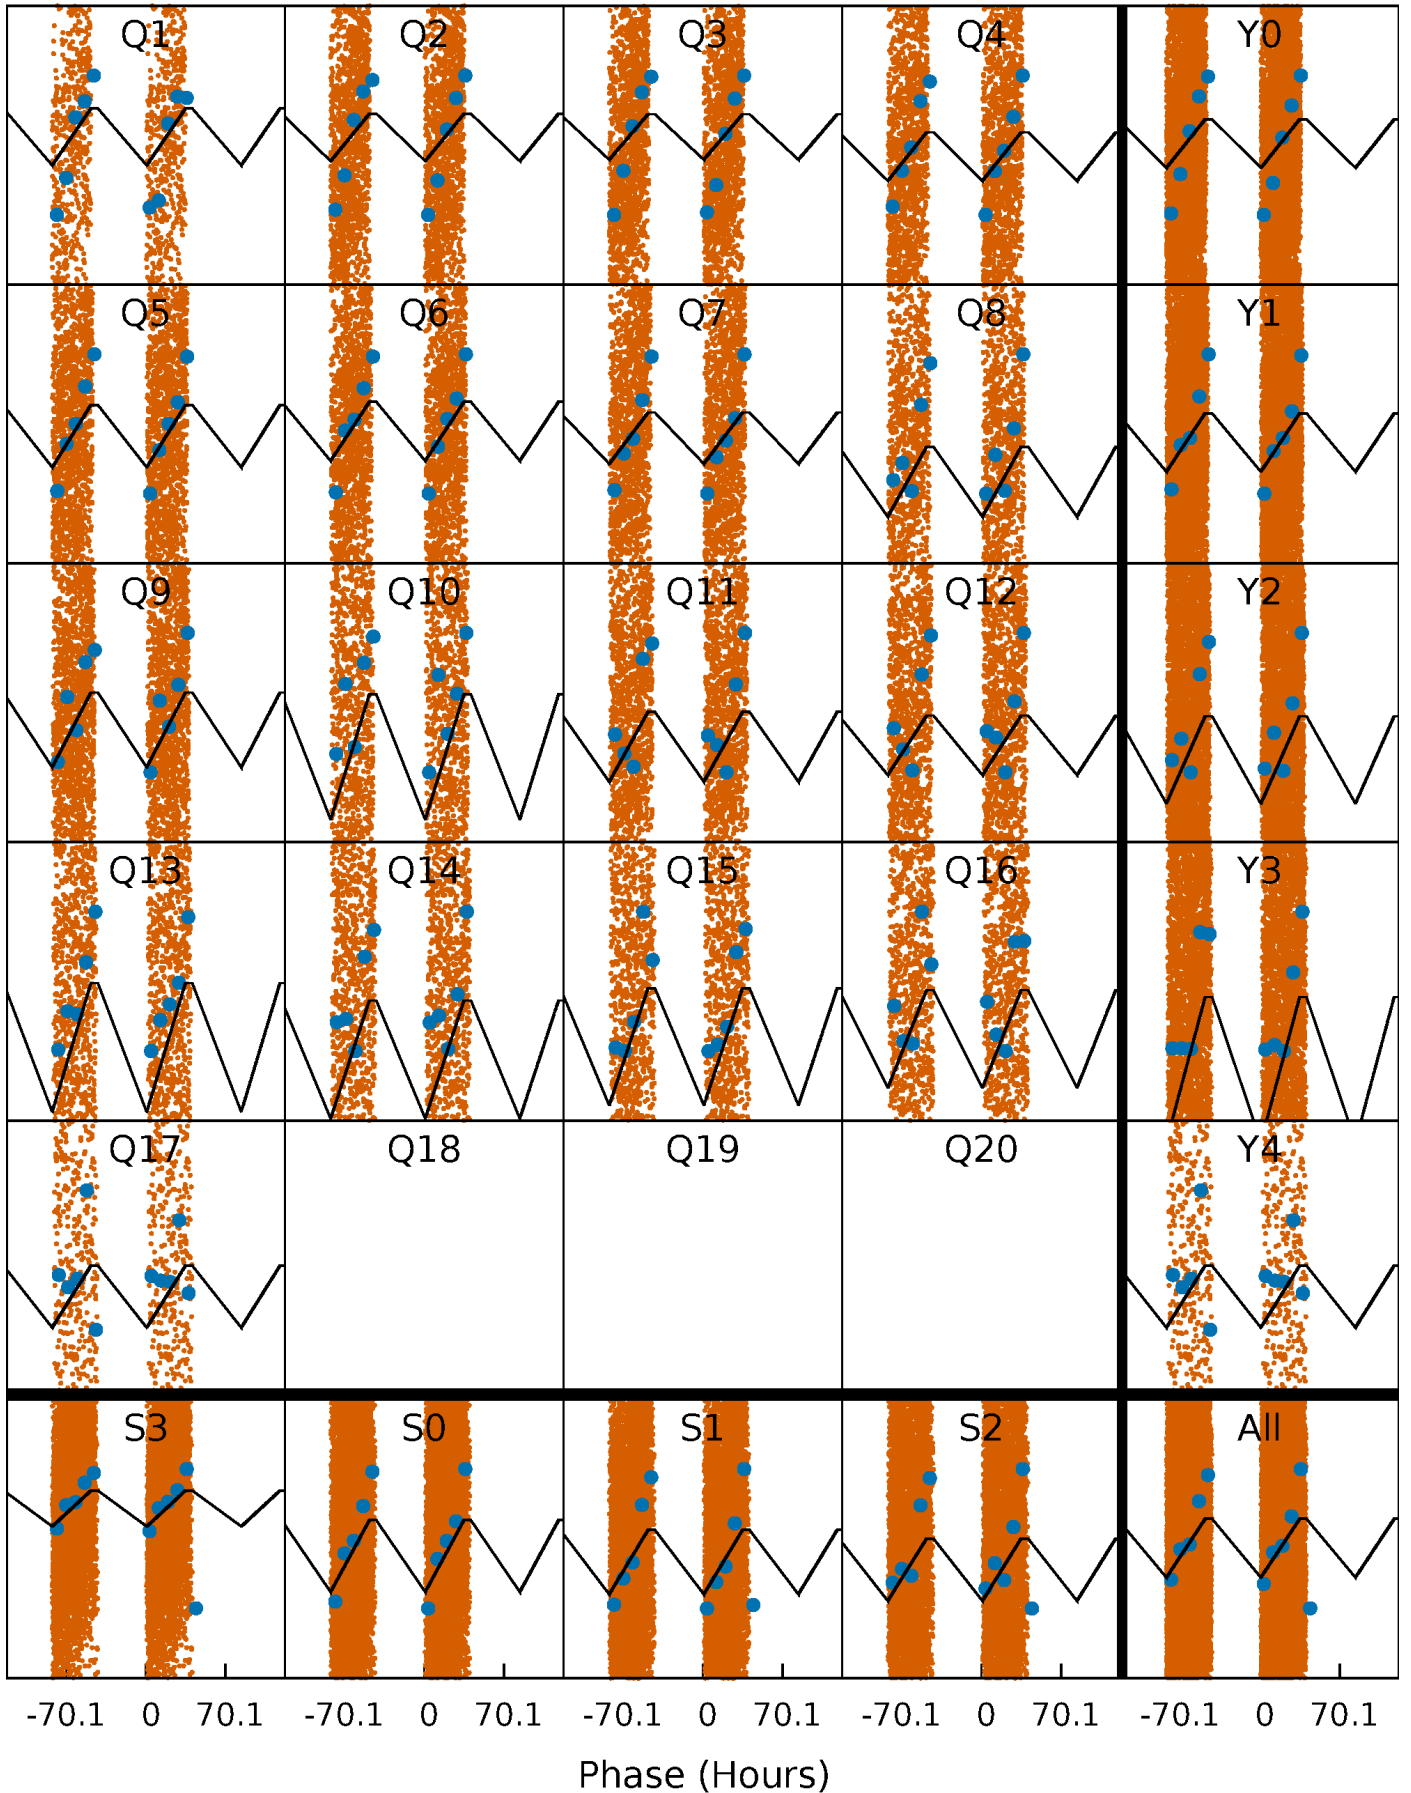 Q1 Q2 Q3 Q4 Y0
Q5 Q6 Q7 Q8 Y1
Q9 Q10 Q11 Q12 Y2
Q13 Q14 Q15 Q16 Y3
Q17 Q18 Q19 Q20 Y4
S3 S0 S1 S2 All
-70.1 0 70.1 -70.1 0 70.1 -70.1 0 70.1 -70.1 0 70.1 -70.1 0 70.1
Phase (Hours)